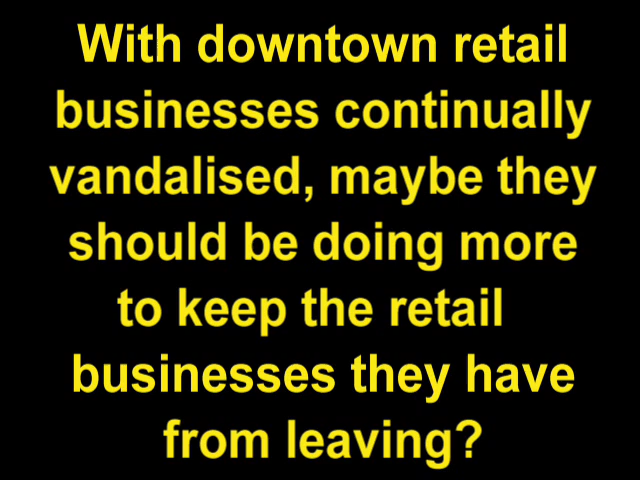 With downtown retail
businesses continually
vandalised, maybe they
should be doing more
to keep the retail
businesses they have
from leaving?